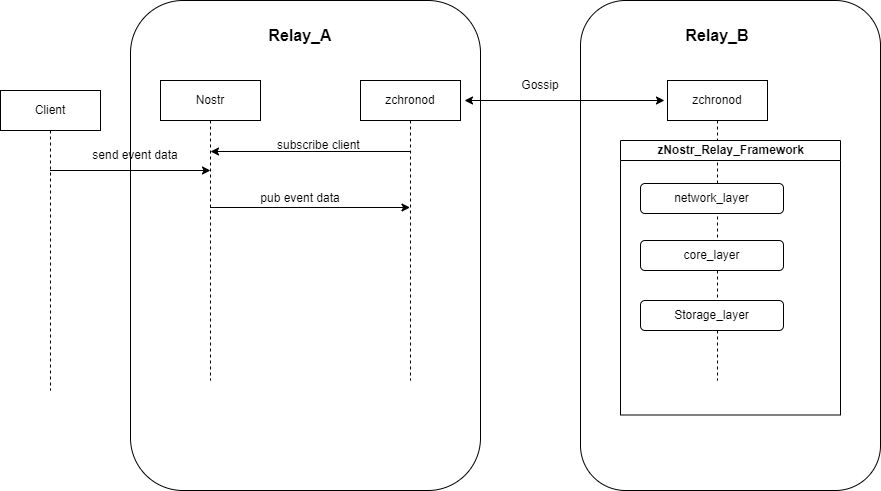 Relay_A
Relay_B
Client
Nostr
zchronod
Gossip
zchronod
send event data
subscribe client
pub event data
zNostr_Relay_Framework
network_layer
core_layer
Storage_layer